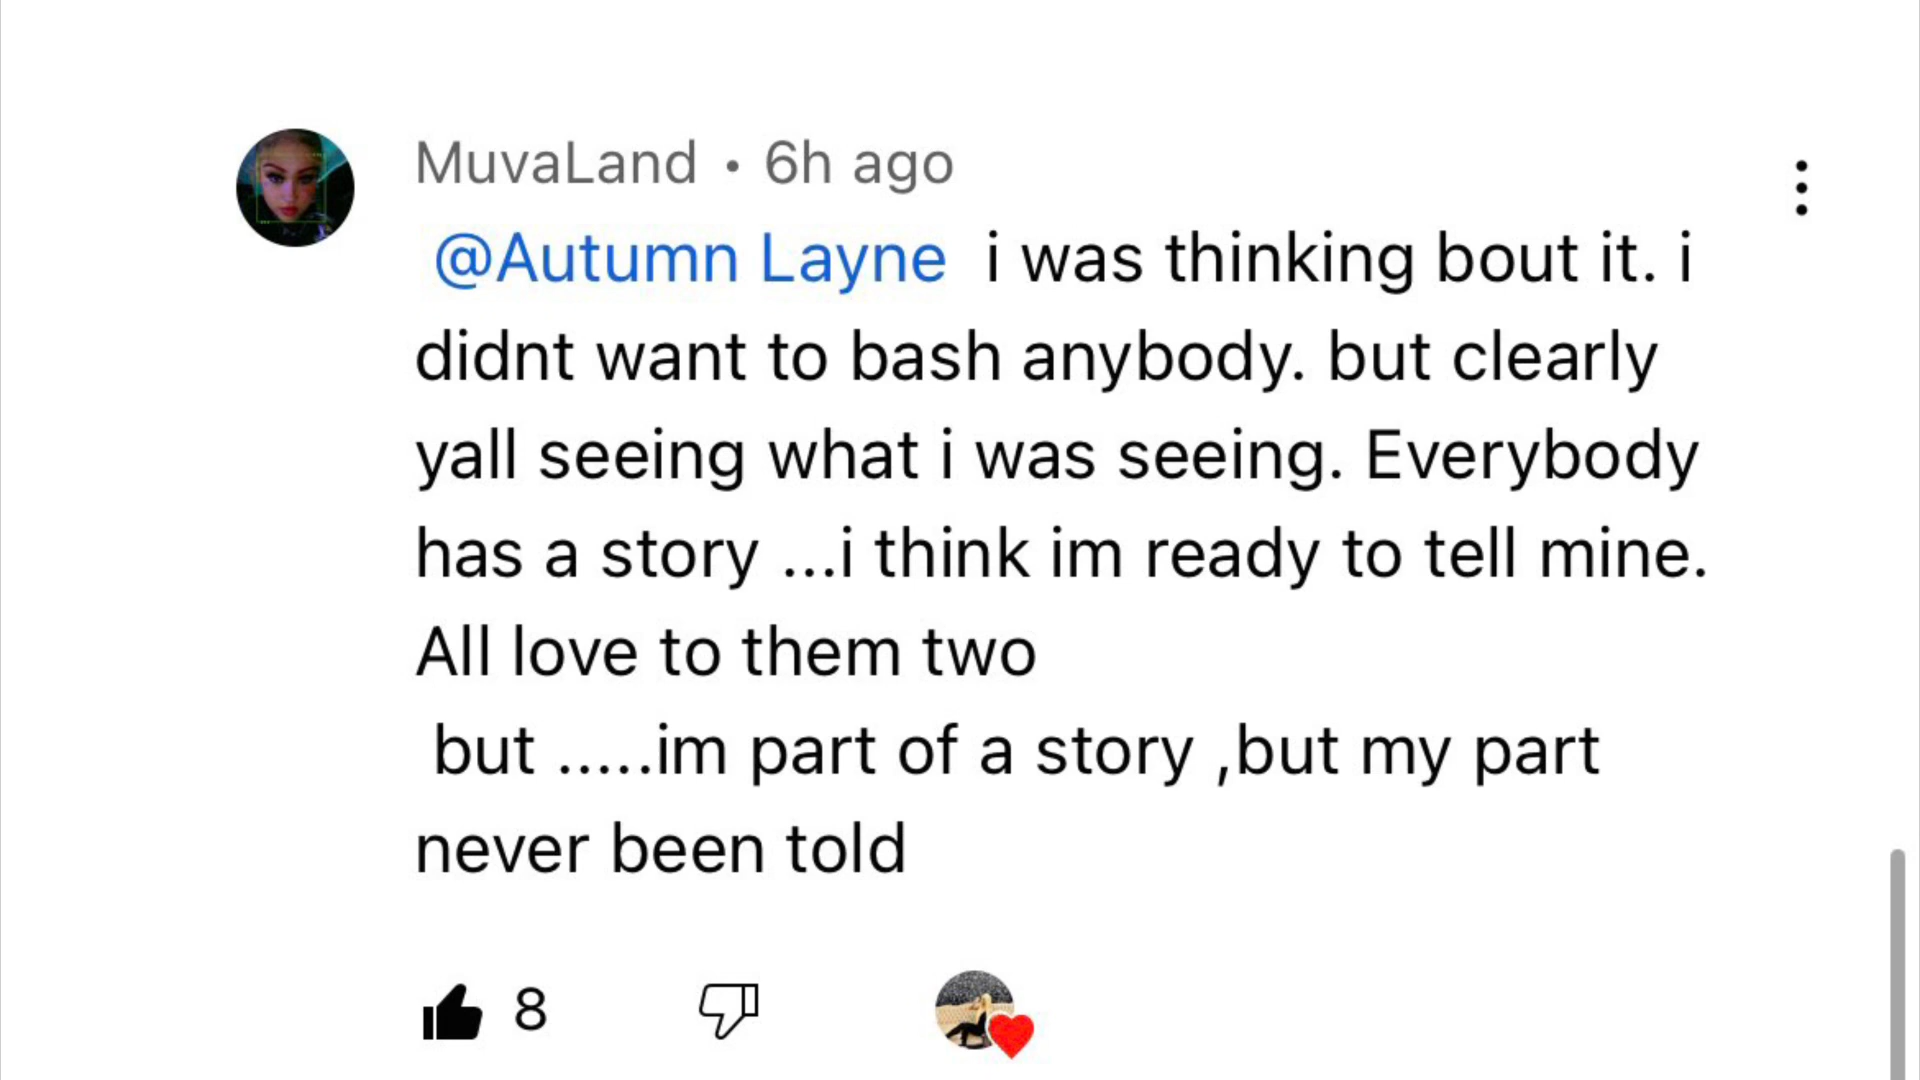 MuvaLand • 6h ago
@Autumn Layne i was thinking bout it. i
didnt want to bash anybody. but clearly
yall seeing what i was seeing. Everybody
has a story ...i think im ready to tell mine.
All love to them two
but .....im part of a story ,but my part
never been told
8